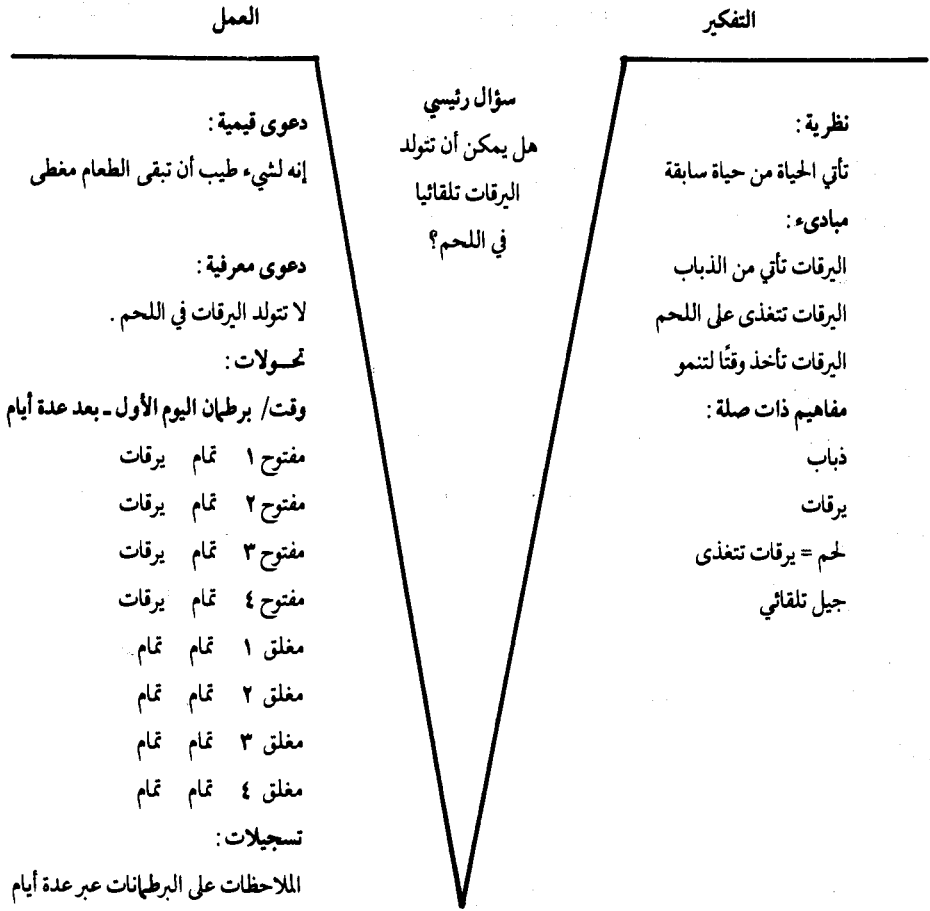 التفكير
نظرية :
تأتي الحياة من حياة سابقة
مبادىء :
اليرقات تأتي من الذباب
اليرقات تتغذى على اللحم
اليرقات تأخذ وقتًا لتنمو
مفاهيم ذات صلة :
ذباب
يرقات
لحم = يرقات تتغذى
جيل تلقائي
سؤال رئيسي
هل يمكن أن تتولد
اليرقات تلقائيا
في اللحم؟
العمل
دعوى قيمية :
إنه لشيء طيب أن تبقى الطعام مغطى
دعوى معرفية :
لا تتولد اليرقات في اللحم .
تحـــولات :
وقت/ برطمان اليوم الأول ـ بعد عدة أيام
مفتوح ١ تمام يرقات
مفتوح ٢ تمام يرقات
مفتوح ٣ تمام يرقات
مفتوح ٤ تمام يرقات
مغلق ١ تمام تمام
مغلق ٢ تمام تمام
مغلق ٣ تمام تمام
مغلق ٤ تمام تمام
تسجيلات :
الملاحظات على البرطمانات عبر عدة أيام